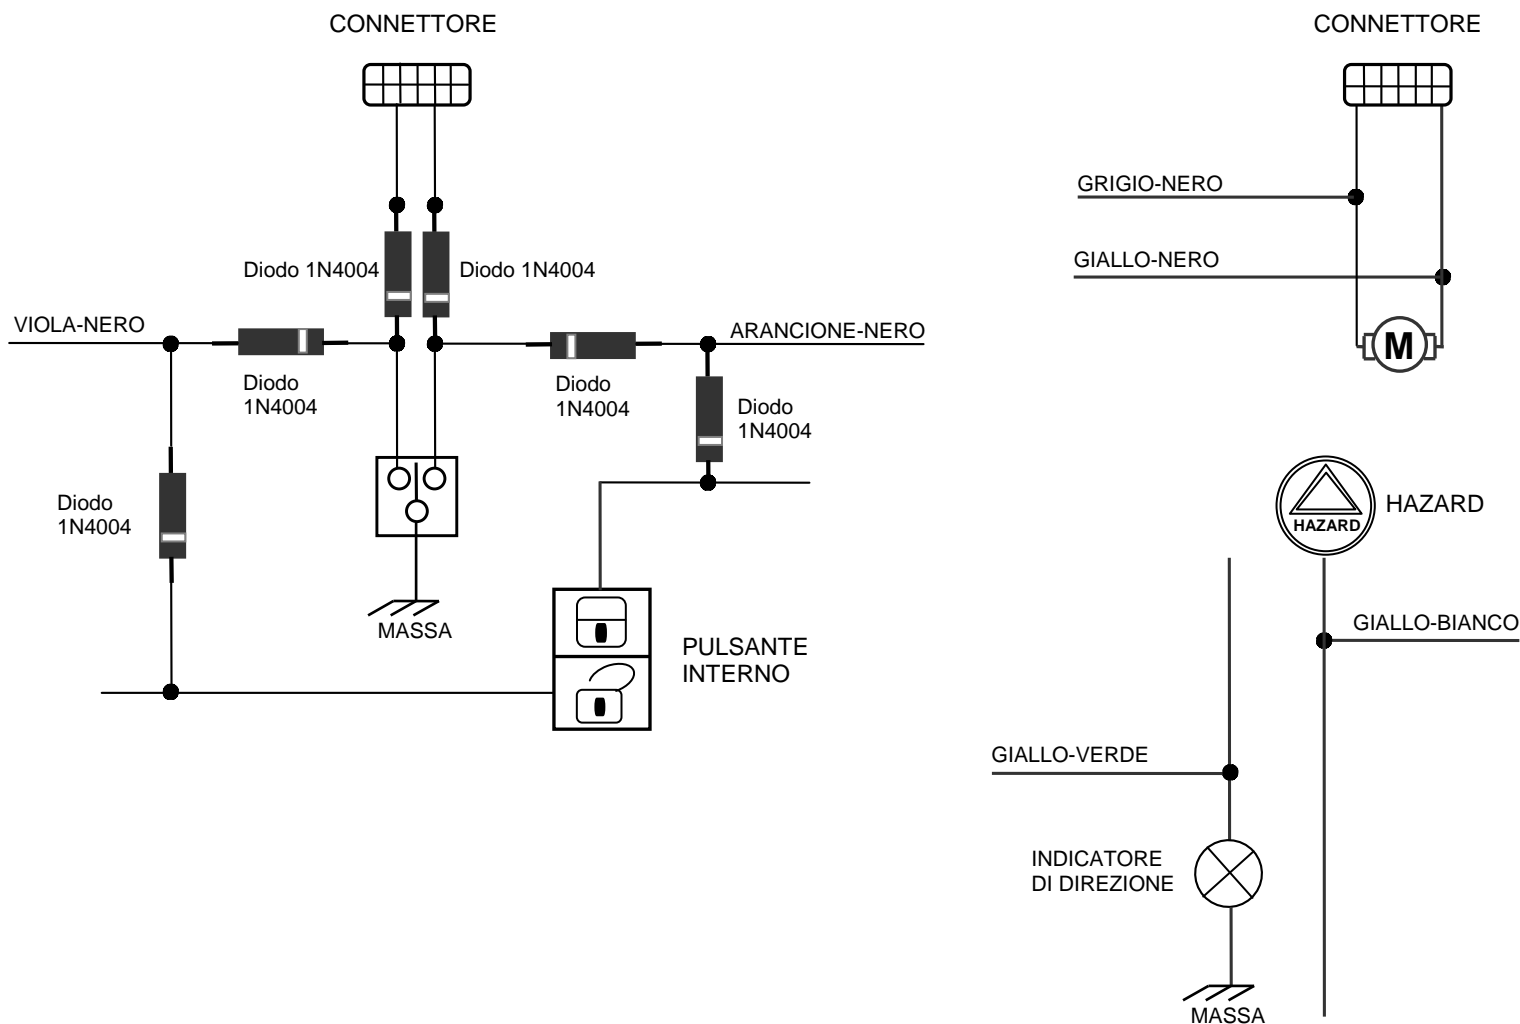 CONNETTORE
CONNETTORE
GRIGIO-NERO
Diodo 1N4004
Diodo 1N4004
GIALLO-NERO
VIOLA-NERO
ARANCIONE-NERO
M
Diodo
1N4004
Diodo
1N4004
Diodo
1N4004
Diodo
1N4004
HAZARD
HAZARD
MASSA
GIALLO-BIANCO
PULSANTE
INTERNO
GIALLO-VERDE
INDICATORE
DI DIREZIONE
MASSA